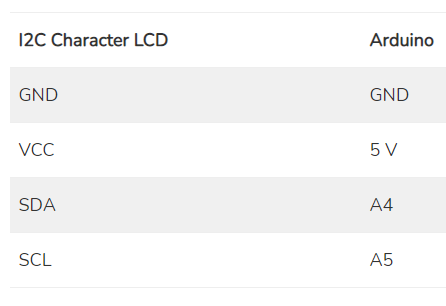 I2C Character LCD Arduino
GND GND
VCC 5 V
SDA A4
SCL A5